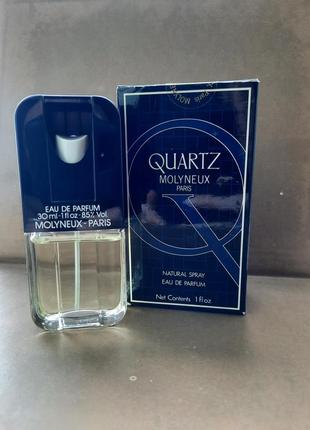 EAU DE PARFUM
30 ml·1 fl oz·85% Vol.
MOLYNEUX-PARIS
QUARTZ
MOLYNEUX
PARIS
NATURAL SPRAY
EAU DE PARFUM
Net Contents 1 fl oz